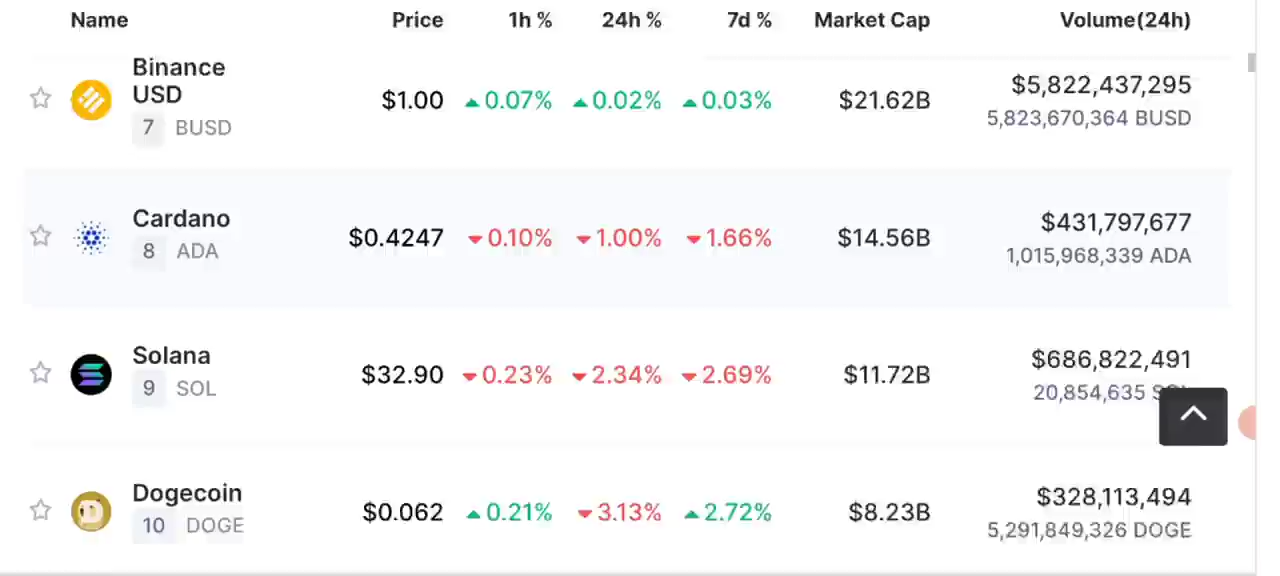 Name Price 1h % 24h % 7d % Market Cap Volume(24h)
Binance
USD
7 BUSD
$1.00 0.07% 0.02% 0.03% $21.62B $5,822,437,295
5,823,670,364 BUSD
Cardano
8 ADA
$0.4247 0.10% 1.00% 1.66% $14.56B $431,797,677
1,015,968,339 ADA
Solana
9 SOL
$32.90 0.23% 2.34% 2.69% $11.72B $686,822,491
20,854,635
Dogecoin
10 DOGE
$0.062 0.21% 3.13% 2.72% $8.23B $328,113,494
5,291,849,326 DOGE